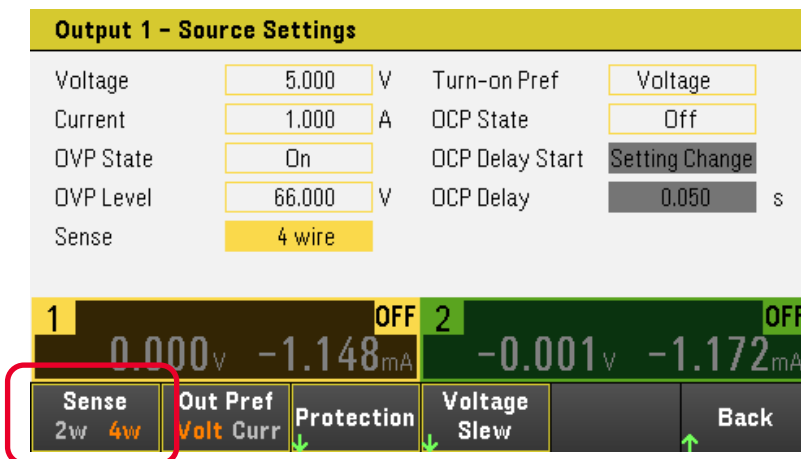 Output 1 – Source Settings
Voltage 5.000 V Turn-on Pref Voltage
Current 1.000 A OCP State Off
OVP State On OCP Delay Start Setting Change
OVP Level 66.000 V OCP Delay 0.050 s
Sense 4 wire
1 OFF 2 OFF
0.000V −1.148mA −0.001V −1.172mA
Sense Out Pref Protection Voltage Back
2w 4w Volt Curr Slew